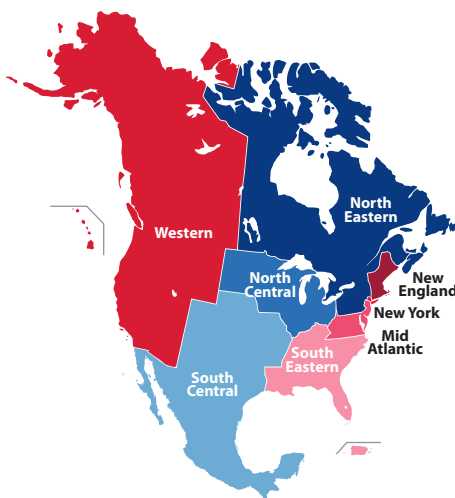 North
Eastern
Western
North
Central
New
England
New York
Mid
Atlantic
South
Eastern
South
Central